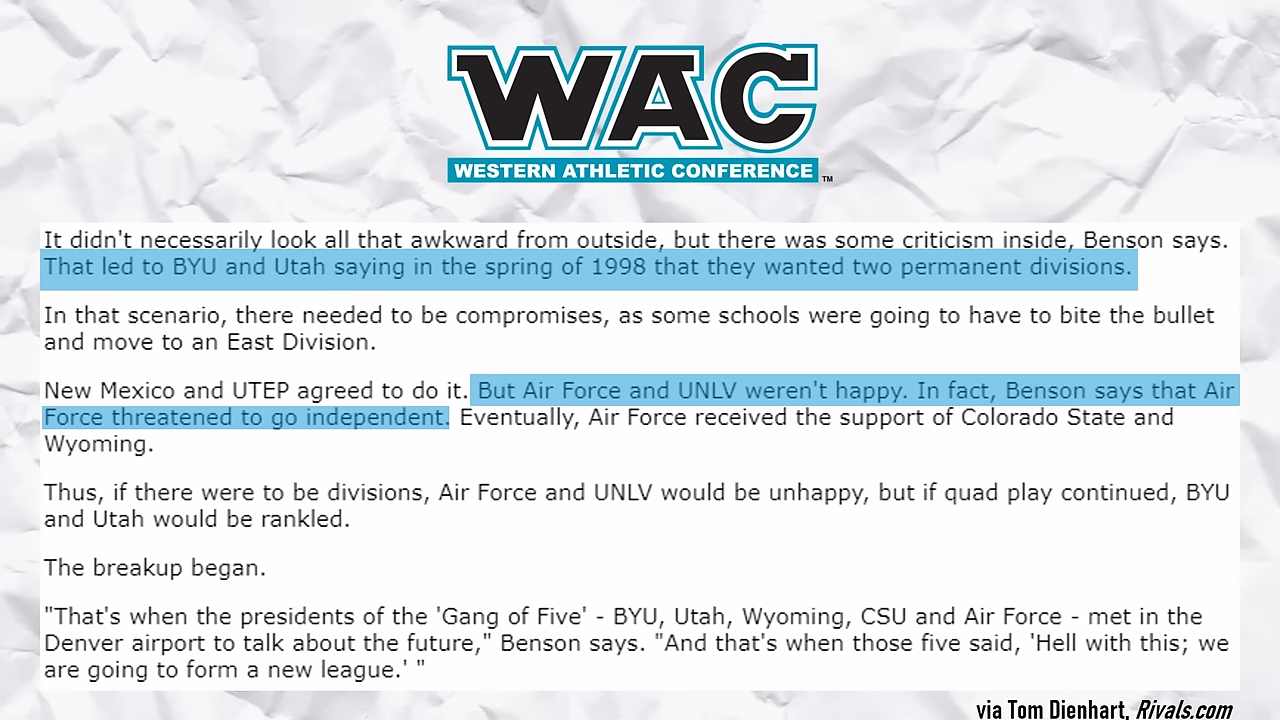 WAC
WESTERN ATHLETIC CONFERENCE ™
It didn't necessarily look all that awkward from outside, but there was some criticism inside, Benson says.
That led to BYU and Utah saying in the spring of 1998 that they wanted two permanent divisions.
In that scenario, there needed to be compromises, as some schools were going to have to bite the bullet
and move to an East Division.
New Mexico and UTEP agreed to do it. But Air Force and UNLV weren't happy. In fact, Benson says that Air
Force threatened to go independent. Eventually, Air Force received the support of Colorado State and
Wyoming.
Thus, if there were to be divisions, Air Force and UNLV would be unhappy, but if quad play continued, BYU
and Utah would be rankled.
The breakup began.
"That's when the presidents of the 'Gang of Five' - BYU, Utah, Wyoming, CSU and Air Force - met in the
Denver airport to talk about the future," Benson says. "And that's when those five said, 'Hell with this; we
are going to form a new league.' "
via Tom Dienhart, Rivals.com